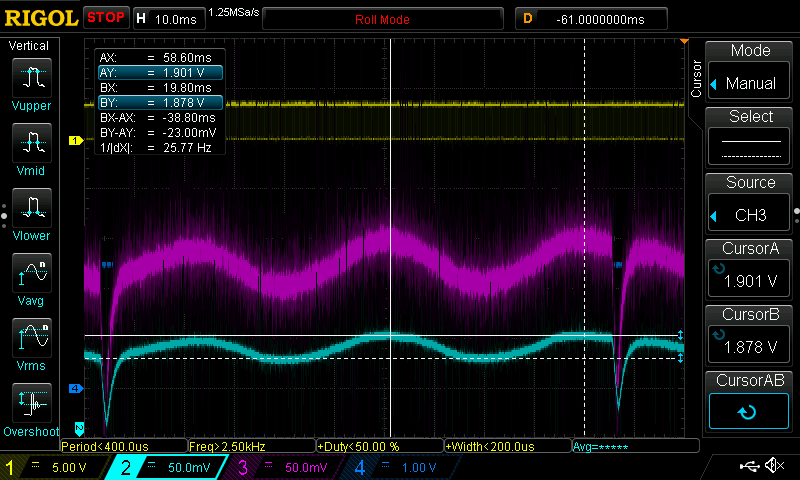 RIGOL STOP H 10.0ms 1.25MSa/s Roll Mode D -61.0000000ms
Vertical
Vupper
Vmid
Vlower
Vavg
n
Vrms
n
Overshoot
AX: = 58.60ms
AY: = 1.901 V
BX: = 19.80ms
BY: = 1.878 V
BX-AX: = -38.80ms
BY-AY: = -23.00mV
1/|dX|: = 25.77 Hz
1
4
2
Cursor
Mode
Manual
Select
Source
CH3
CursorA
1.901 V
CursorB
1.878 V
CursorAB
Period<400.0us Freq>2.50kHz +Duty<50.00 % +Width<200.0us Avg=*****
1 = 5.00 V 2 = 50.0mV 3 = 50.0mV 4 = 1.00 V